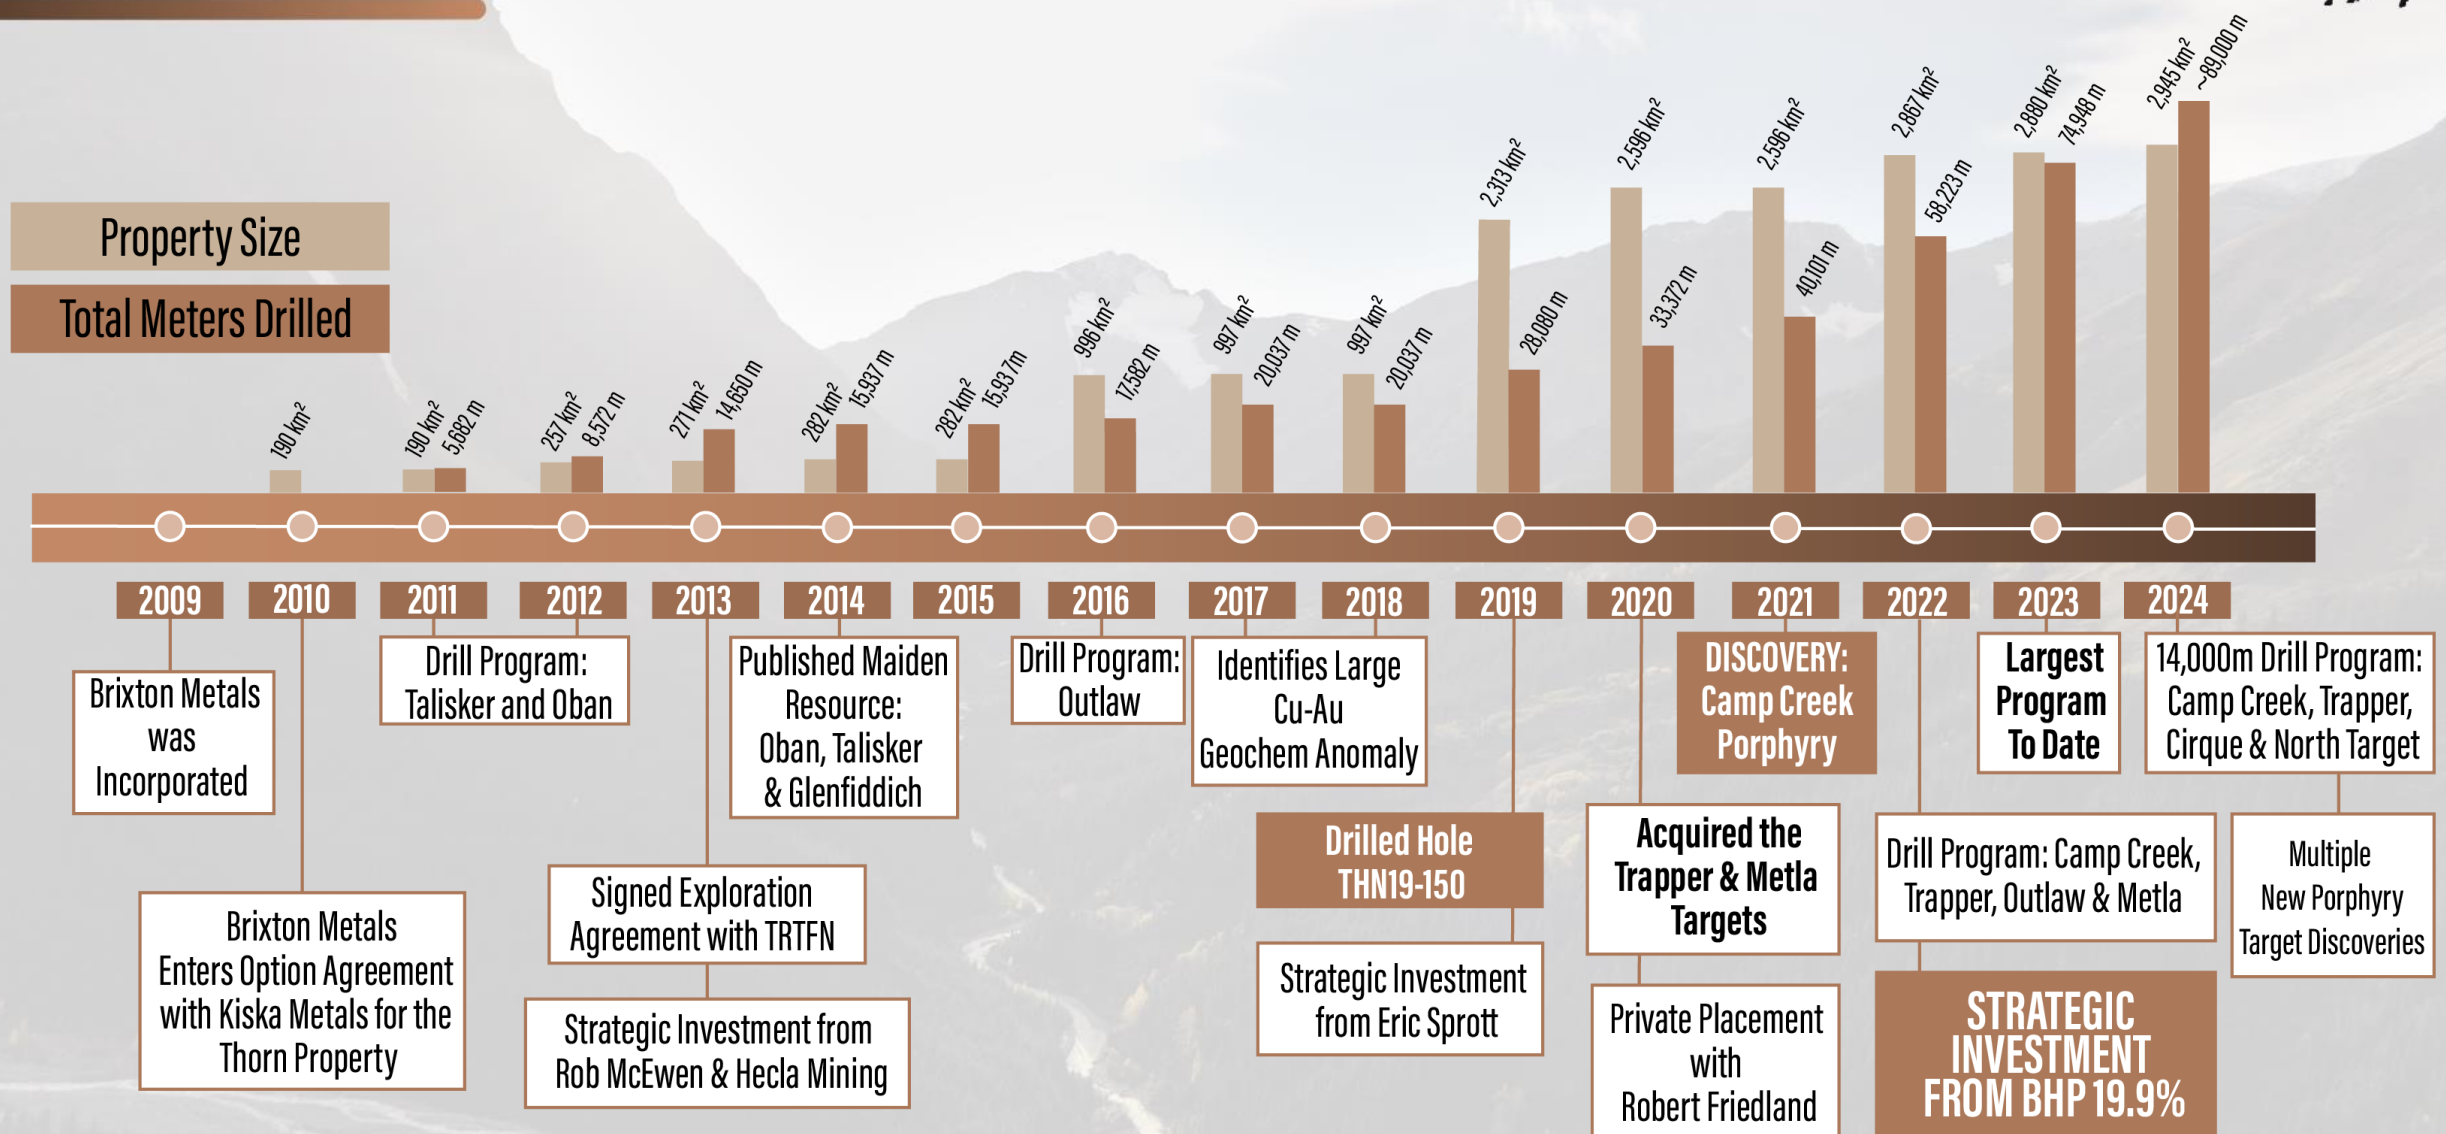 Property Size
Total Meters Drilled
190 km²
190 km²
5,682 m
257 km²
8,572 m
271 km²
14,650 m
282 km²
15,937 m
282 km²
15,937m
996 km²
17,582 m
997 km²
20,037 m
997 km²
20,037 m
2,313 km²
28,080 m
2,596 km²
33,372 m
2,596 km²
40,101 m
2,867 km²
58,223 m
2,880 km²
74,948 m
2,945 km²
~89,000 m
2009
2010
2011
2012
2013
2014
2015
2016
2017
2018
2019
2020
2021
2022
2023
2024
Brixton Metals
was
Incorporated
Brixton Metals
Enters Option Agreement
with Kiska Metals for the
Thorn Property
Drill Program:
Talisker and Oban
Signed Exploration
Agreement with TRTFN
Strategic Investment from
Rob McEwen & Hecla Mining
Published Maiden
Resource:
Oban, Talisker
& Glenfiddich
Drill Program:
Outlaw
Identifies Large
Cu-Au
Geochem Anomaly
Drilled Hole
THN19-150
Strategic Investment
from Eric Sprott
Acquired the
Trapper & Metla
Targets
Private Placement
with
Robert Friedland
DISCOVERY:
Camp Creek
Porphyry
Drill Program: Camp Creek,
Trapper, Outlaw & Metla
STRATEGIC
INVESTMENT
FROM BHP 19.9%
Largest
Program
To Date
14,000m Drill Program:
Camp Creek, Trapper,
Cirque & North Target
Multiple
New Porphyry
Target Discoveries